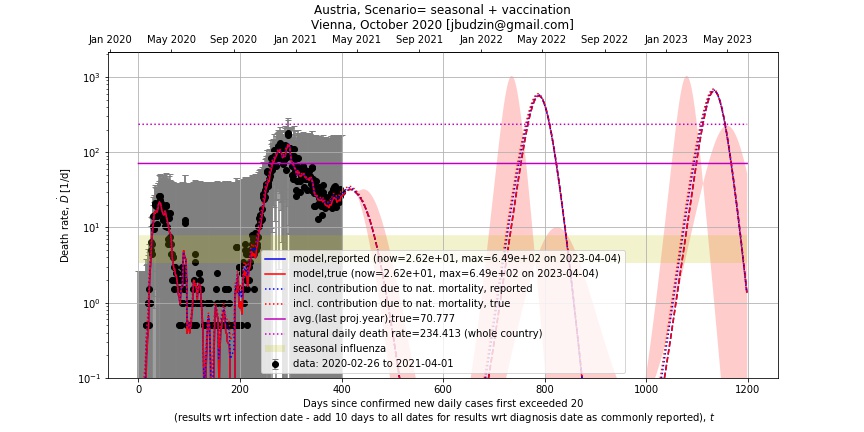 Austria, Scenario= seasonal + vaccination
Vienna, October 2020 [jbudzin@gmail.com]
Jan 2020 May 2020 Sep 2020 Jan 2021 May 2021 Sep 2021 Jan 2022 May 2022 Sep 2022 Jan 2023 May 2023
10³
10²
10¹
10⁰
10⁻¹
Death rate, D [1/d]
model,reported (now=2.62e+01, max=6.49e+02 on 2023-04-04)
model,true (now=2.62e+01, max=6.49e+02 on 2023-04-04)
incl. contribution due to nat. mortality, reported
incl. contribution due to nat. mortality, true
avg.(last proj.year),true=70.777
natural daily death rate=234.413 (whole country)
seasonal influenza
data: 2020-02-26 to 2021-04-01
0 200 400 600 800 1000 1200
Days since confirmed new daily cases first exceeded 20
(results wrt infection date - add 10 days to all dates for results wrt diagnosis date as commonly reported), t